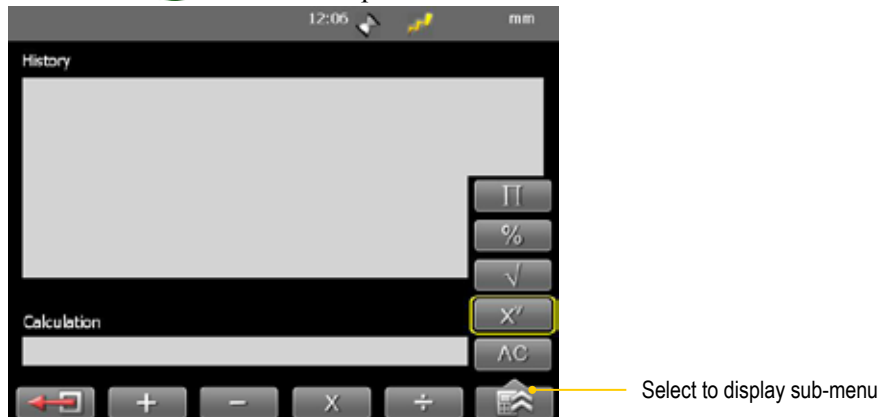 12:06 mm
History
∏
%
√
Xʸ
Calculation
AC
+ − X ÷
Select to display sub-menu